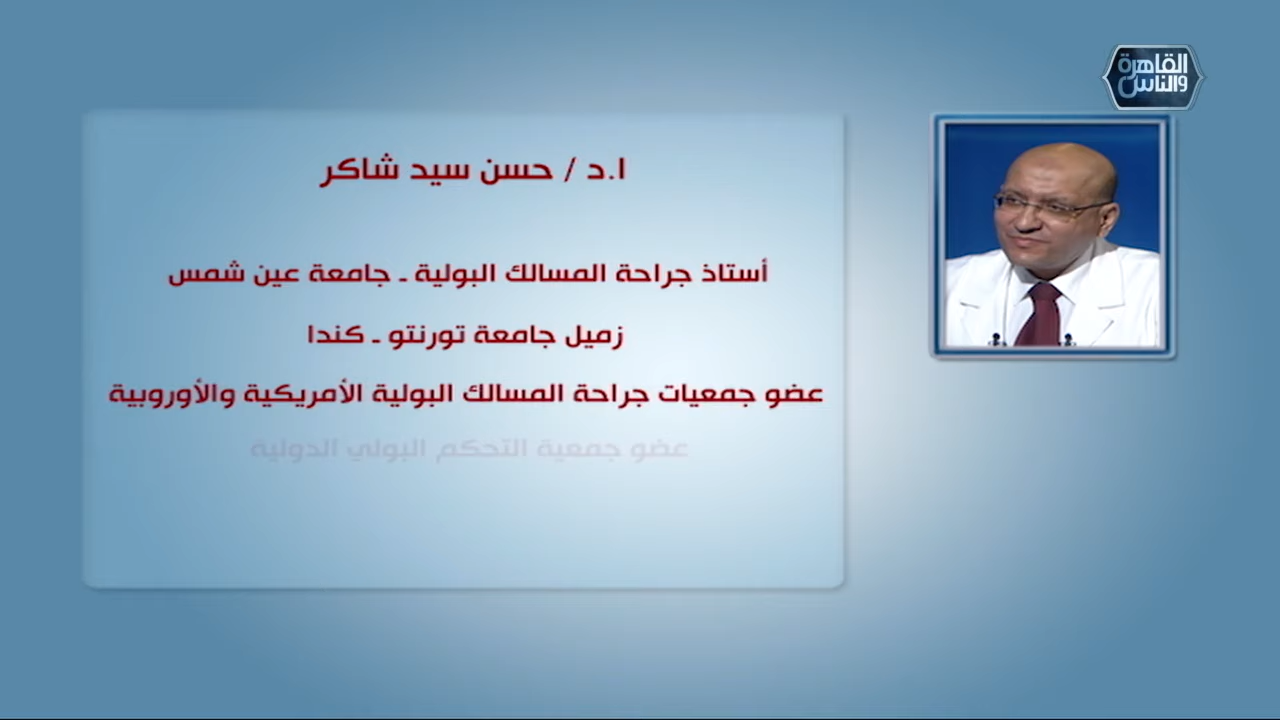 القاهرة
والناس
ا.د / حسن سيد شاكر
أستاذ جراحة المسالك البولية ـ جامعة عين شمس
زميل جامعة تورنتو ـ كندا
عضو جمعيات جراحة المسالك البولية الأمريكية والأوروبية
عضو جمعية التحكم البولي الدوليه